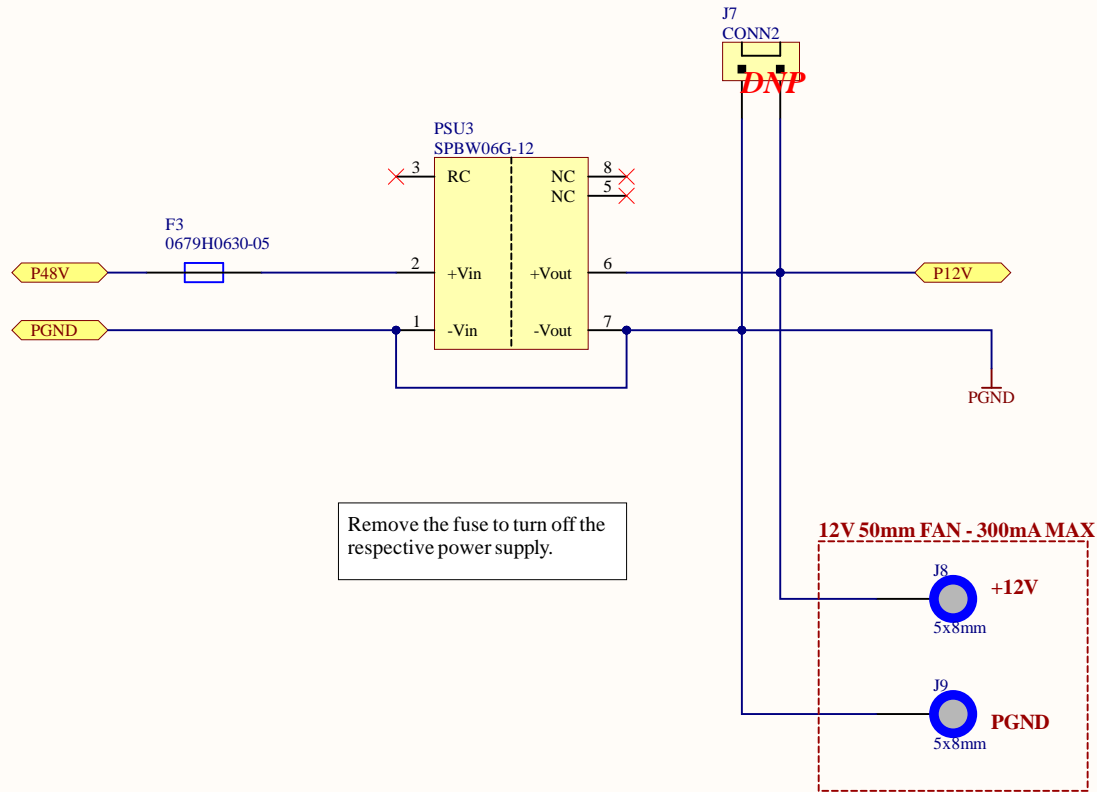 J7
CONN2
DNP
PSU3
SPBW06G-12
3
RC
NC
8
NC
5
F3
0679H0630-05
P48V
2
+Vin
+Vout
6
P12V
PGND
1
-Vin
-Vout
7
PGND
Remove the fuse to turn off the
respective power supply.
12V 50mm FAN - 300mA MAX
J8
+12V
5x8mm
J9
PGND
5x8mm